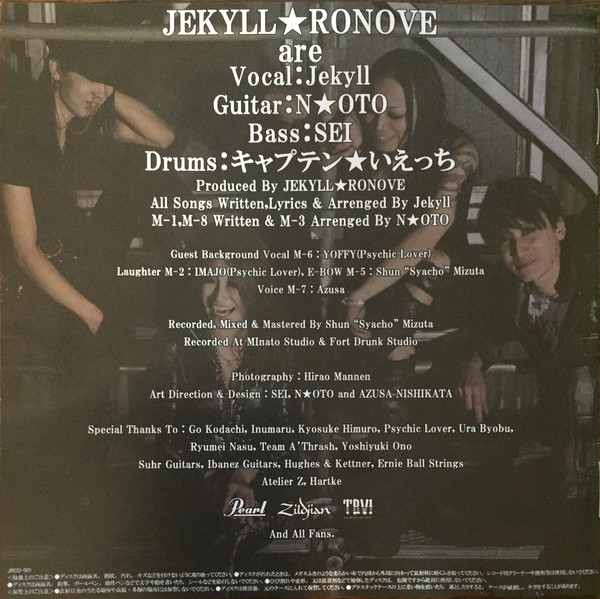 JEKYLL★RONOVE
are
Vocal:Jekyll
Guitar:N★OTO
Bass:SEI
Drums:キャプテン★いえっち
Produced By JEKYLL★RONOVE
All Songs Written,Lyrics & Arranged By Jekyll
M-1,M-8 Written & M-3 Arranged By N★OTO
Guest Background Vocal M-6:YOFFY(Psychic Lover)
Laughter M-2:IMAJO(Psychic Lover), E-BOW M-5:Shun "Syacho" Mizuta
Voice M-7:Azusa
Recorded, Mixed & Mastered By Shun "Syacho" Mizuta
Recorded At MInato Studio & Fort Drunk Studio
Photography:Hirao Mannen
Art Direction & Design:SEI, N★OTO and AZUSA NISHIKATA
Special Thanks To:Go Kodachi, Inumaru, Kyosuke Himuro, Psychic Lover, Ura Byobu,
Ryumei Nasu, Team A'Thrash, Yoshiyuki Ono
Suhr Guitars, Ibanez Guitars, Hughes & Kettner, Ernie Ball Strings
Atelier Z, Hartke
Pearl Zildjian
And All Fans.
JRCD-001